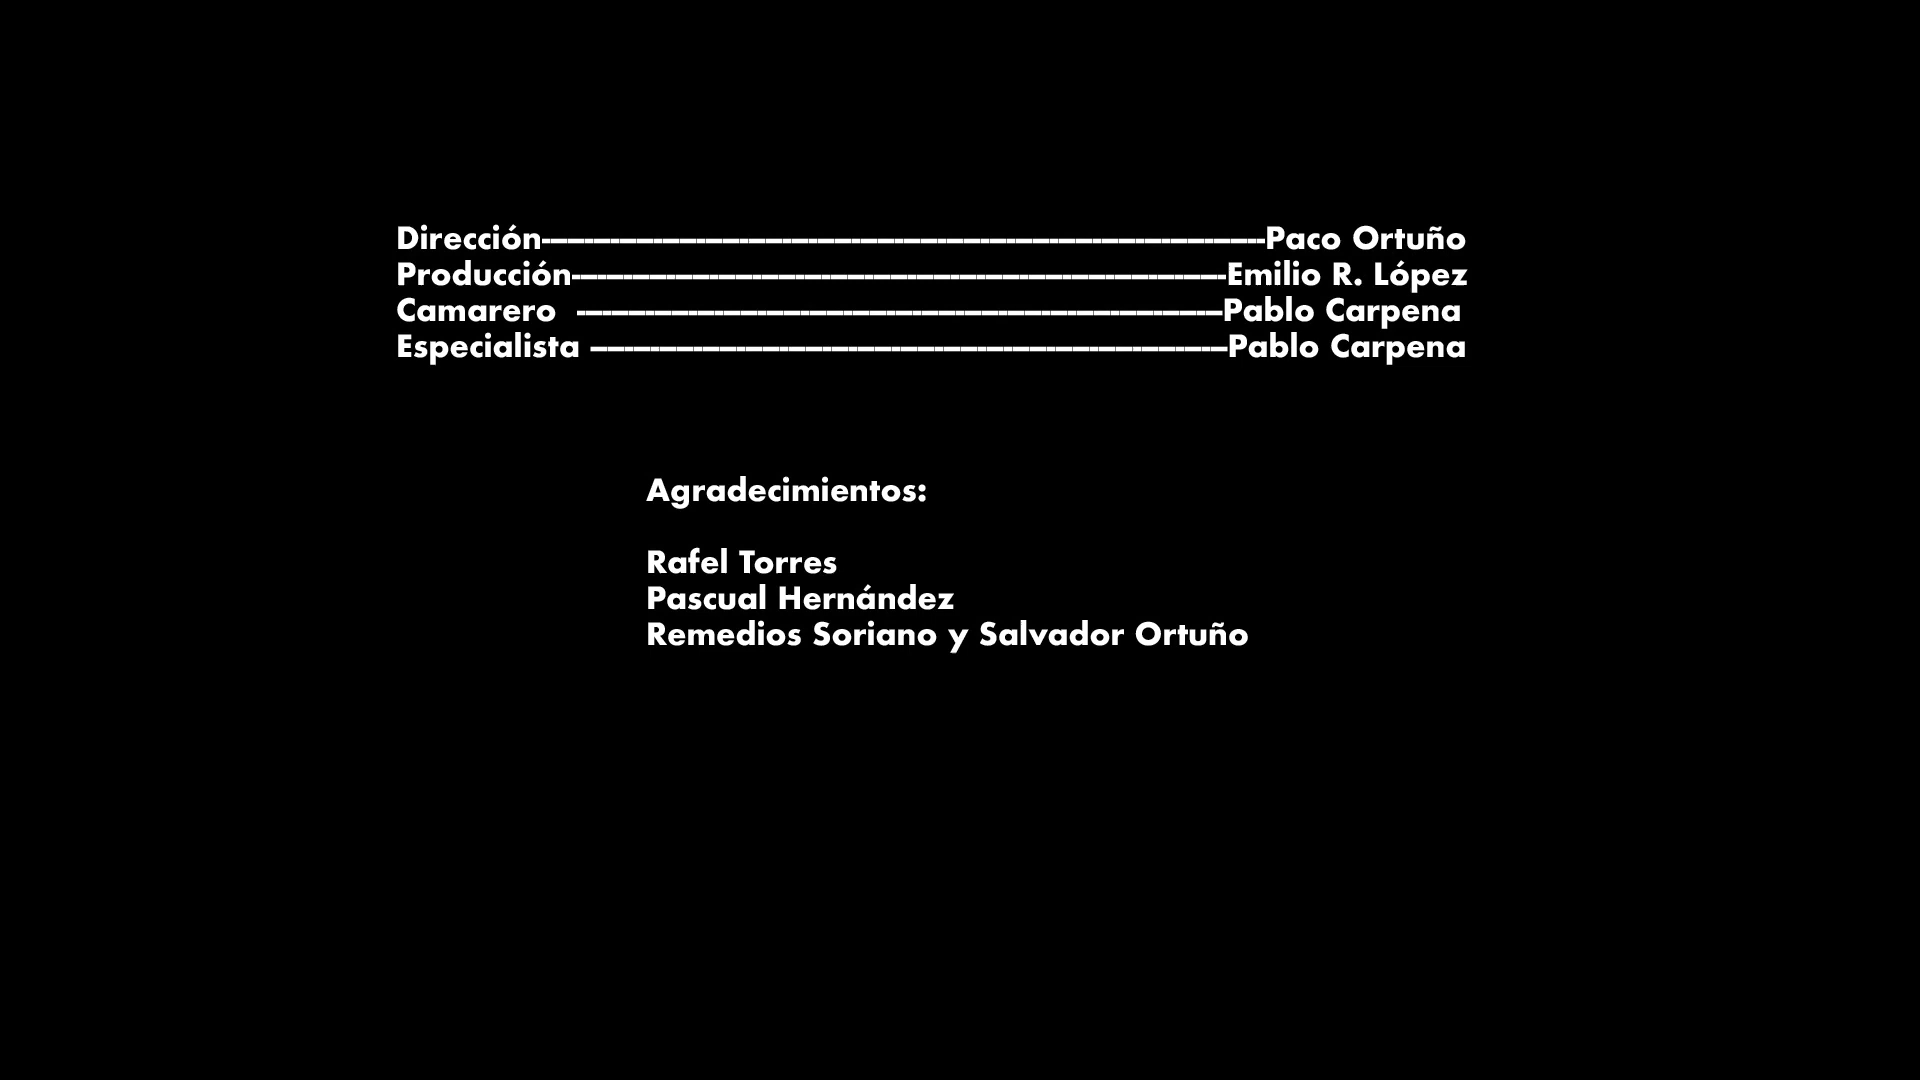 Dirección-----------------------------------------------------------------------------------Paco Ortuño
Producción---------------------------------------------------------------------------Emilio R. López
Camarero  --------------------------------------------------------------------------Pablo Carpena
Especialista -------------------------------------------------------------------------Pablo Carpena
Agradecimientos:
Rafel Torres
Pascual Hernández
Remedios Soriano y Salvador Ortuño